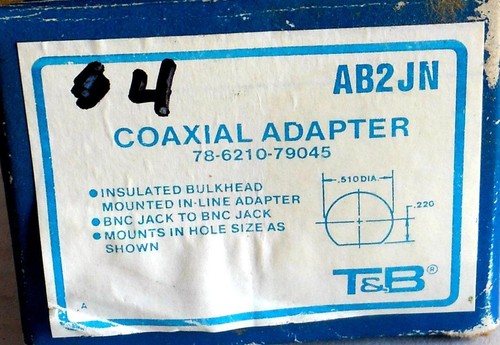 4
AB2JN
COAXIAL ADAPTER
78-6210-79045
• INSULATED BULKHEAD
MOUNTED IN-LINE ADAPTER
• BNC JACK TO BNC JACK
• MOUNTS IN HOLE SIZE AS
SHOWN
.510 DIA
.220
T&B®
A